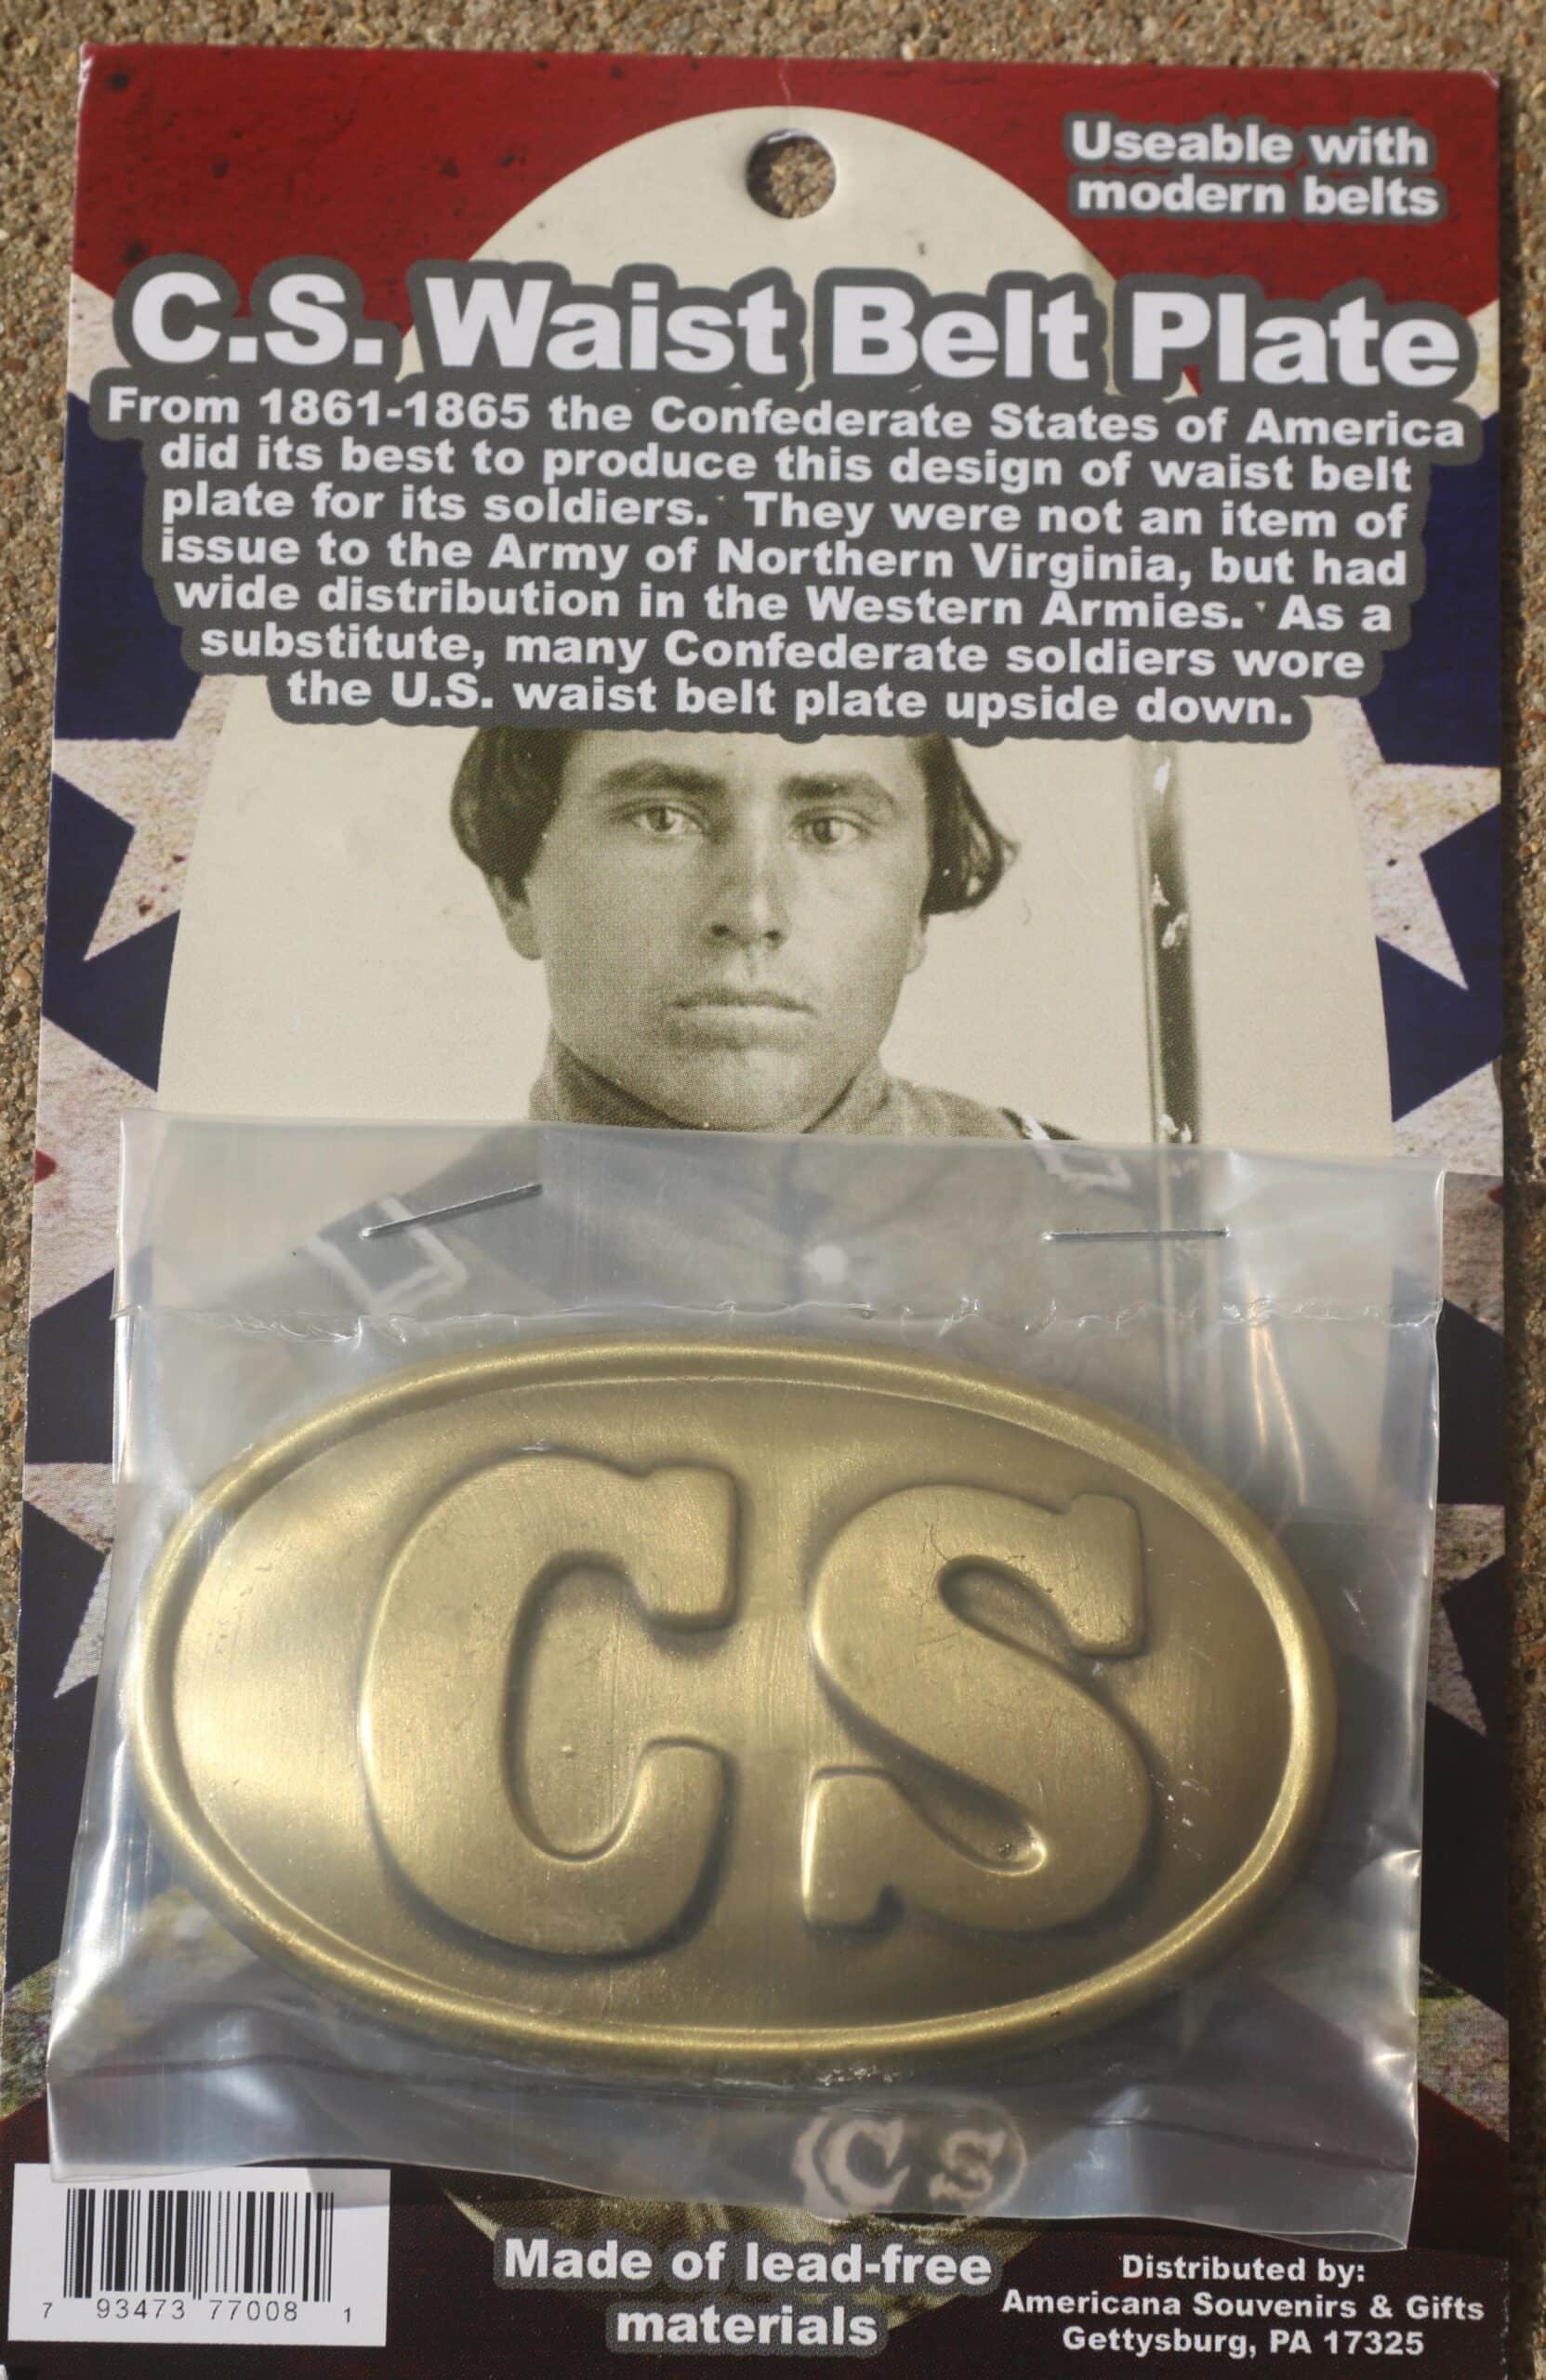 Useable with
modern belts
C.S. Waist Belt Plate
From 1861-1865 the Confederate States of America
did its best to produce this design of waist belt
plate for its soldiers. They were not an item of
issue to the Army of Northern Virginia, but had
wide distribution in the Western Armies. As a
substitute, many Confederate soldiers wore
the U.S. waist belt plate upside down.
CS
CS
7 93473 77008 1
Made of lead-free
materials
Distributed by:
Americana Souvenirs & Gifts
Gettysburg, PA 17325